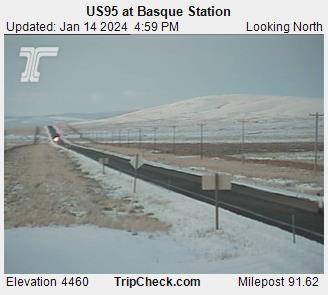 US95 at Basque Station
Updated: Jan 14 2024 4:59 PM Looking North
Elevation 4460 TripCheck.com Milepost 91.62